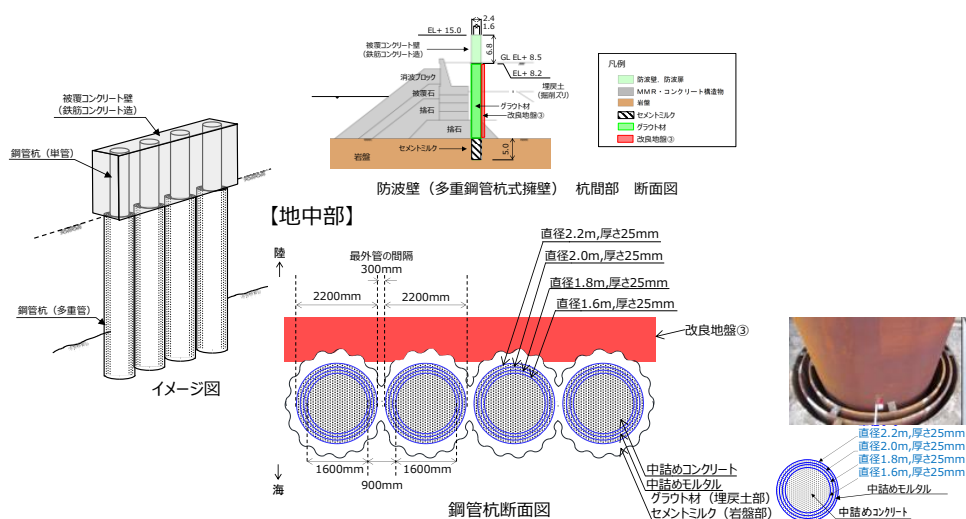 被覆コンクリート壁
（鉄筋コンクリート造）
鋼管杭（単管）
鋼管杭（多重管）
イメージ図
2.4
1.6
EL+ 15.0
被覆コンクリート壁
（鉄筋コンクリート造）
6.8
GL EL+ 8.5
EL+ 8.2
消波ブロック
被覆石
捨石
捨石
埋戻土
（掘削ズリ）
グラウト材
改良地盤③
セメントミルク
岩盤
5.0
防波壁（多重鋼管杭式擁壁）　杭間部　断面図
凡例
防波壁，防波扉
MMR・コンクリート構造物
岩盤
セメントミルク
グラウト材
改良地盤③
【地中部】
陸
海
最外管の間隔
300mm
2200mm
2200mm
直径2.2m,厚さ25mm
直径2.0m,厚さ25mm
直径1.8m,厚さ25mm
直径1.6m,厚さ25mm
改良地盤③
1600mm
1600mm
900mm
中詰めコンクリート
中詰めモルタル
グラウト材（埋戻土部）
セメントミルク（岩盤部）
鋼管杭断面図
直径2.2m,厚さ25mm
直径2.0m,厚さ25mm
直径1.8m,厚さ25mm
直径1.6m,厚さ25mm
中詰めモルタル
中詰めコンクリート